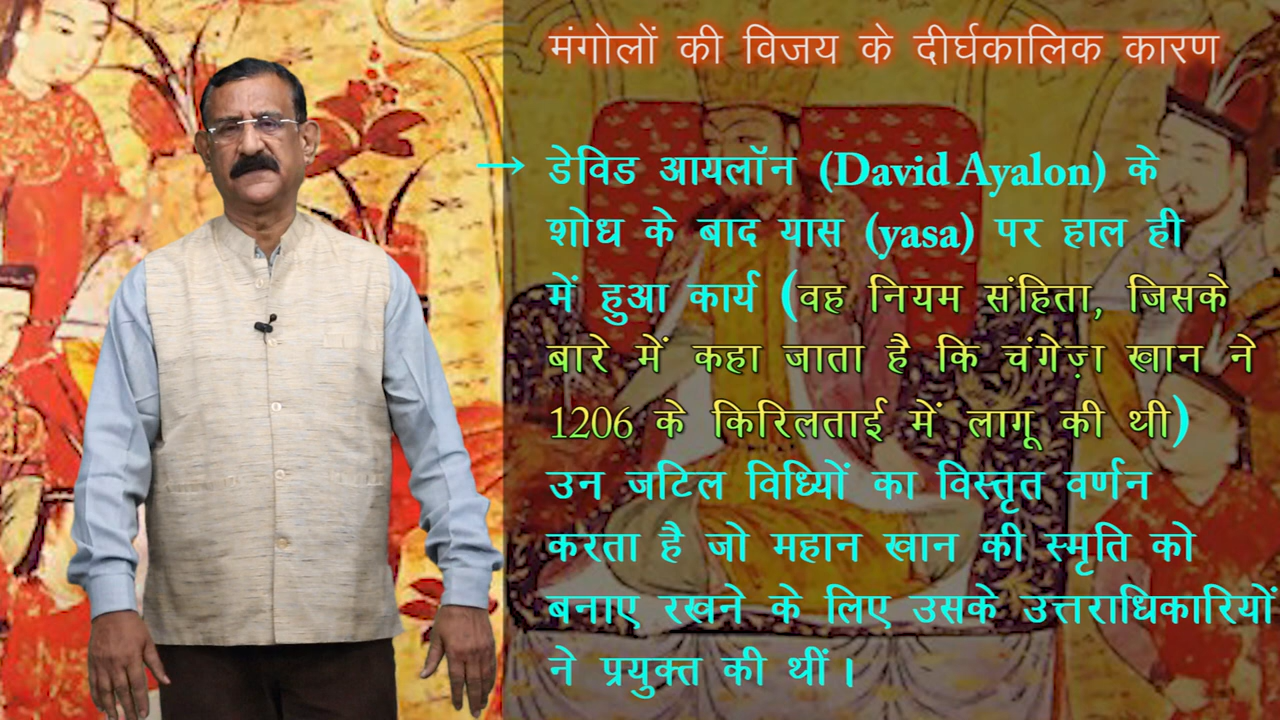 मंगोलों की विजय के दीर्घकालिक कारण
→ डेविड आयलॉन (David Ayalon) के
शोध के बाद यास (yasa) पर हाल ही
में हुआ कार्य (वह नियम संहिता, जिसके
बारे में कहा जाता है कि चंगेज़ा खान ने
1206 के किरिलताई में लागू की थी)
उन जटिल विध्यिों का विस्तृत वर्णन
करता है जो महान खान की स्मृति को
बनाए रखने के लिए उसके उत्तराधिकारियों
ने प्रयुक्त की थीं।